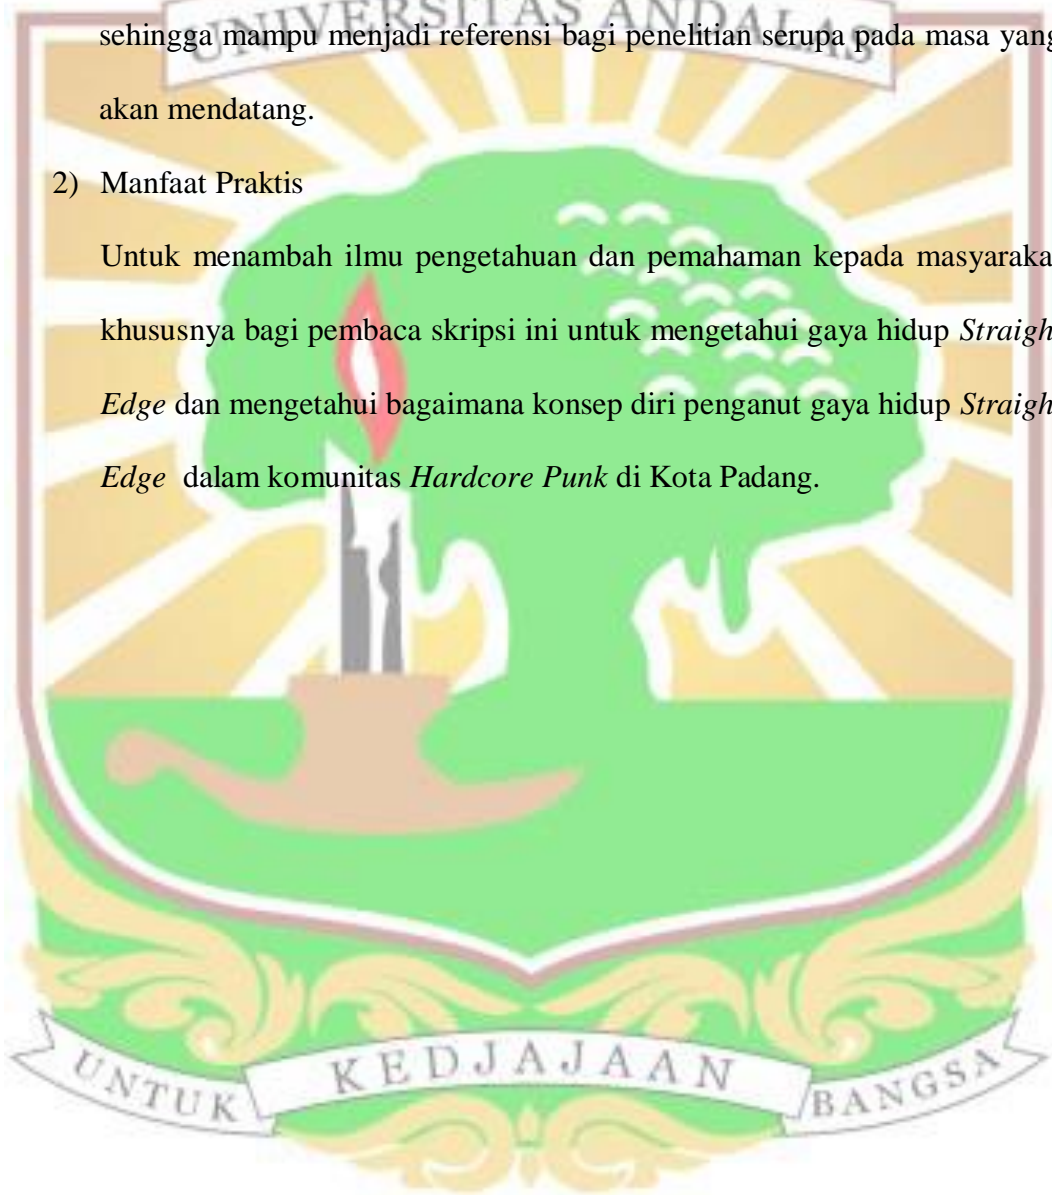 UNIVERSITAS ANDALAS
sehingga mampu menjadi referensi bagi penelitian serupa pada masa yang
akan mendatang.
2) Manfaat Praktis
Untuk menambah ilmu pengetahuan dan pemahaman kepada masyaraka
khususnya bagi pembaca skripsi ini untuk mengetahui gaya hidup Straigh
Edge dan mengetahui bagaimana konsep diri penganut gaya hidup Straigh
Edge dalam komunitas Hardcore Punk di Kota Padang.
UNTUK KEDJAJAAN BANGSA